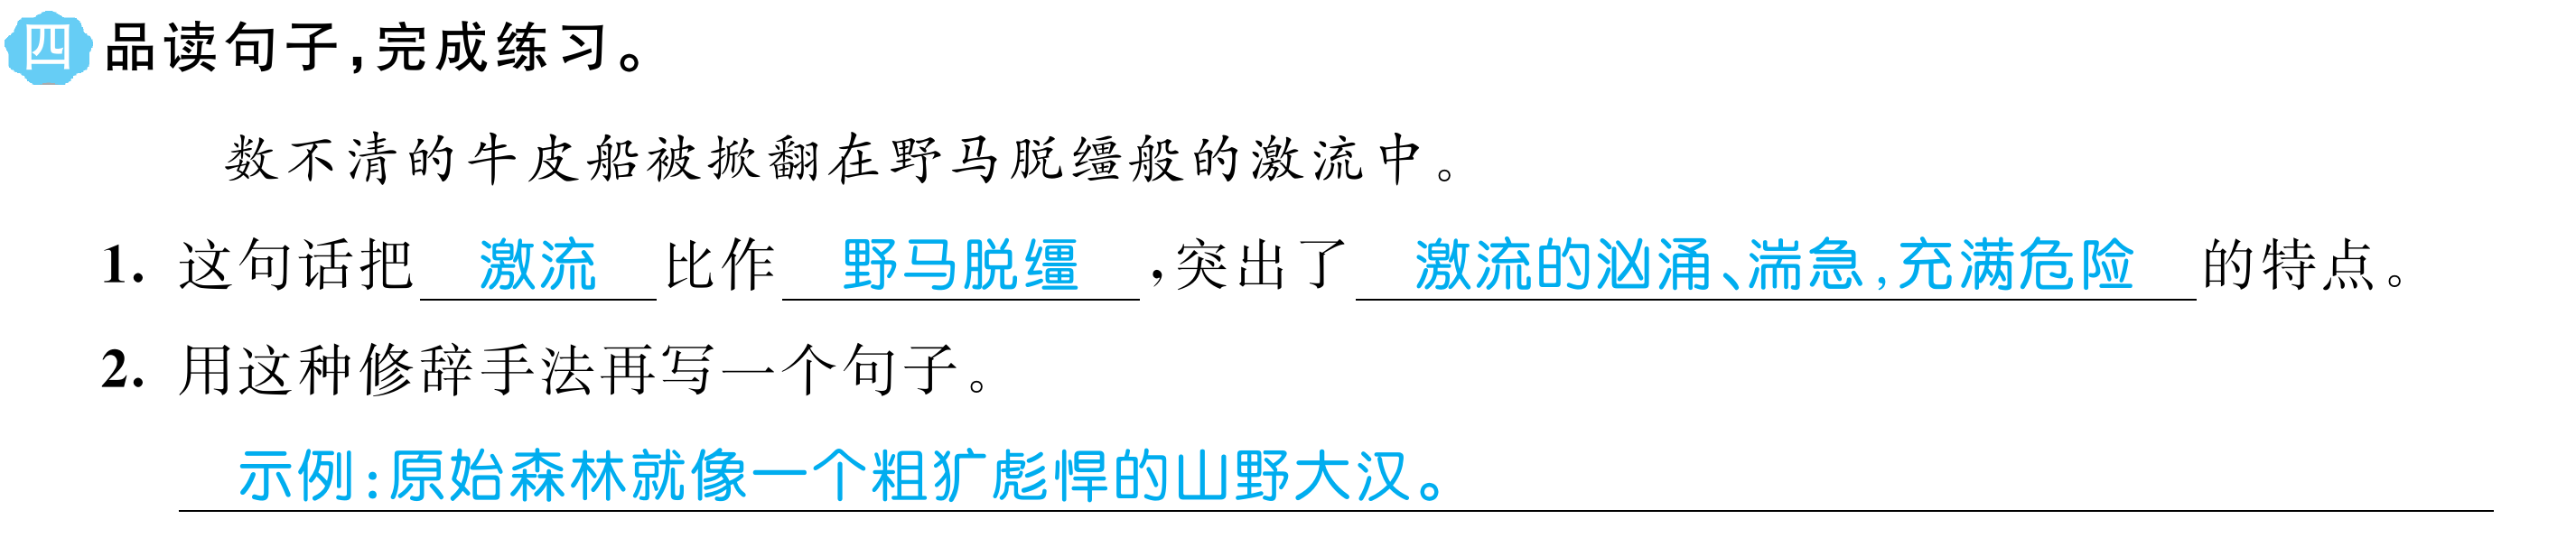 四 品读句子,完成练习。
数不清的牛皮船被掀翻在野马脱缰般的激流中。
1. 这句话把 激流 比作 野马脱缰 ,突出了 激流的汹涌、湍急,充满危险 的特点。
2. 用这种修辞手法再写一个句子。
示例:原始森林就像一个粗犷彪悍的山野大汉。